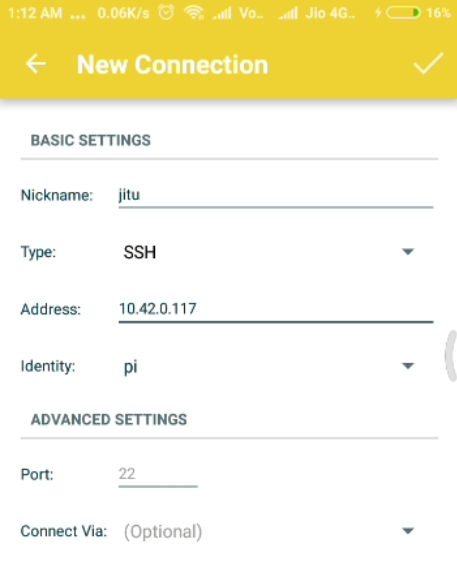 1:12 AM ... 0.06K/s Vo.. Jio 4G.. 16%
New Connection
BASIC SETTINGS
Nickname: jitu
Type: SSH
Address: 10.42.0.117
Identity: pi
ADVANCED SETTINGS
Port: 22
Connect Via: (Optional)